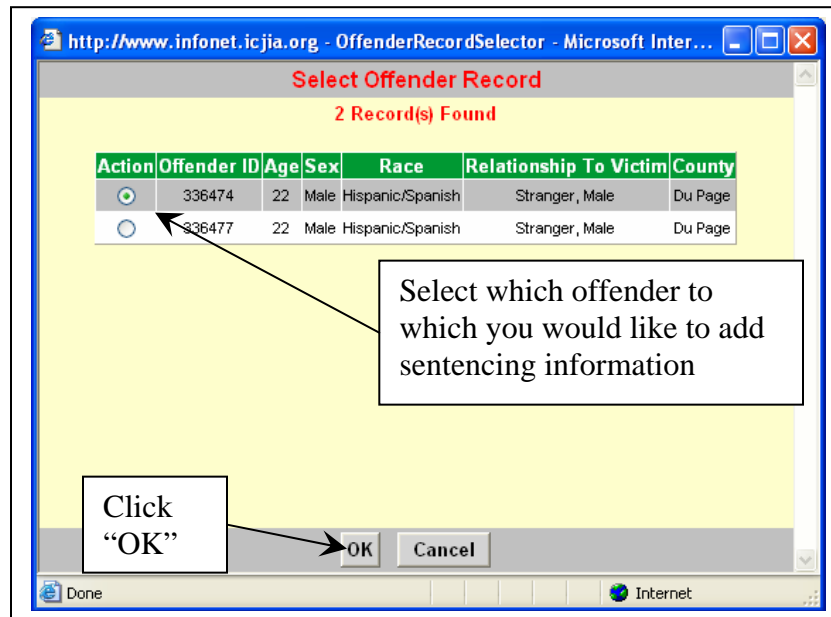 http://www.infonet.icjia.org - OffenderRecordSelector - Microsoft Inter...
Select Offender Record
2 Record(s) Found
Action Offender ID Age Sex Race Relationship To Victim County
336474 22 Male Hispanic/Spanish Stranger, Male Du Page
336477 22 Male Hispanic/Spanish Stranger, Male Du Page
Select which offender to
which you would like to add
sentencing information
Click
“OK”
OK Cancel
Done Internet